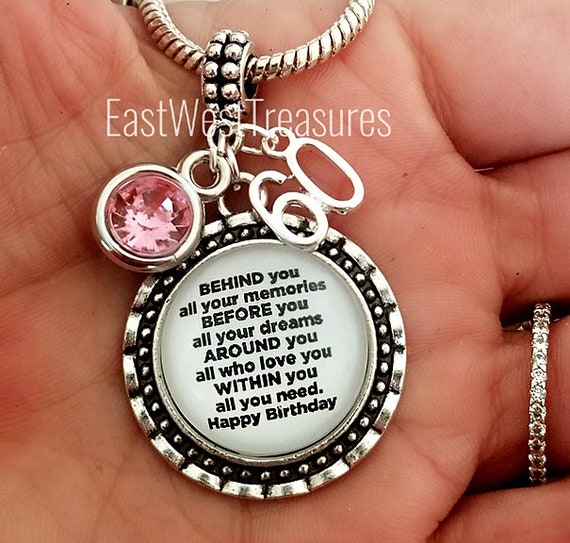 EastWestTreasures
60
BEHIND you
all your memories
BEFORE you
all your dreams
AROUND you
all who love you
WITHIN you
all you need.
Happy Birthday